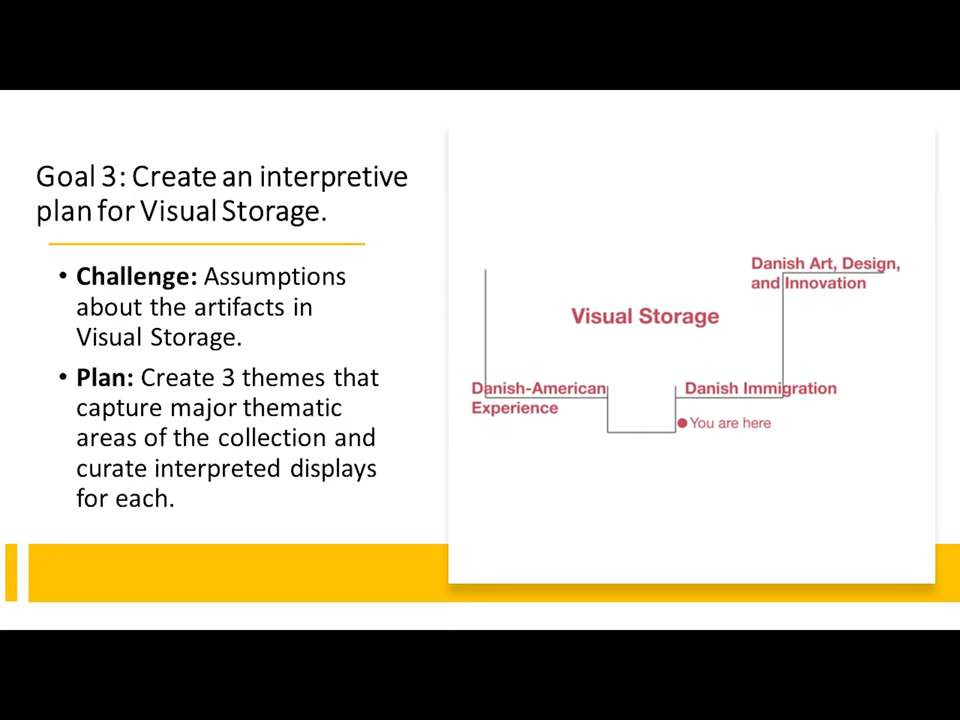 Goal 3: Create an interpretive
plan for Visual Storage.
• Challenge: Assumptions
about the artifacts in
Visual Storage.
• Plan: Create 3 themes that
capture major thematic
areas of the collection and
curate interpreted displays
for each.
Danish Art, Design,
and Innovation
Visual Storage
Danish-American
Experience
Danish Immigration
You are here